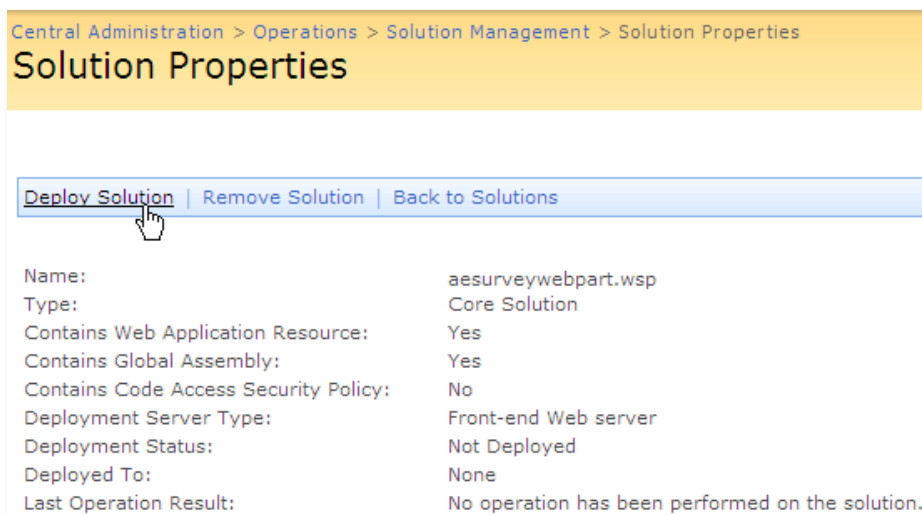 Central Administration > Operations > Solution Management > Solution Properties
Solution Properties
Deploy Solution | Remove Solution | Back to Solutions
Name: aesurveywebpart.wsp
Type: Core Solution
Contains Web Application Resource: Yes
Contains Global Assembly: Yes
Contains Code Access Security Policy: No
Deployment Server Type: Front-end Web server
Deployment Status: Not Deployed
Deployed To: None
Last Operation Result: No operation has been performed on the solution.